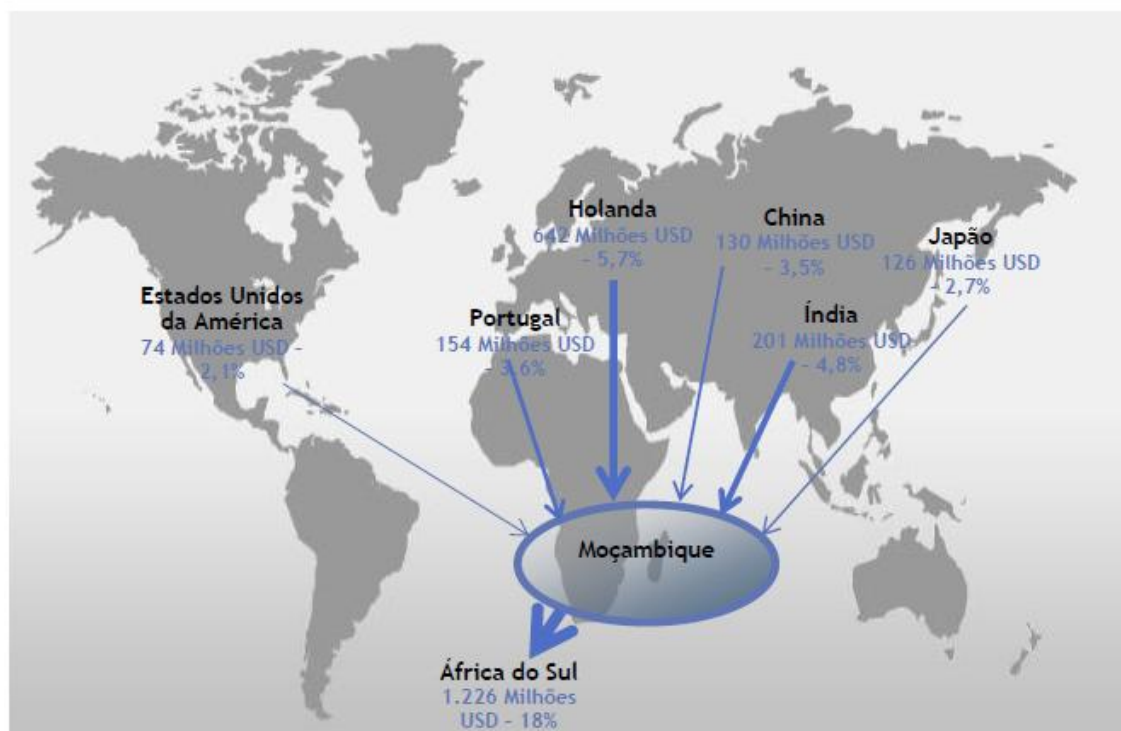 Holanda
642 Milhões USD
– 5,7%
China
130 Milhões USD
– 3,5%
Japão
126 Milhões USD
– 2,7%
Estados Unidos
da América
74 Milhões USD –
2,1%
Portugal
154 Milhões USD
– 3,6%
Índia
201 Milhões USD
– 4,8%
Moçambique
África do Sul
1.226 Milhões
USD – 18%